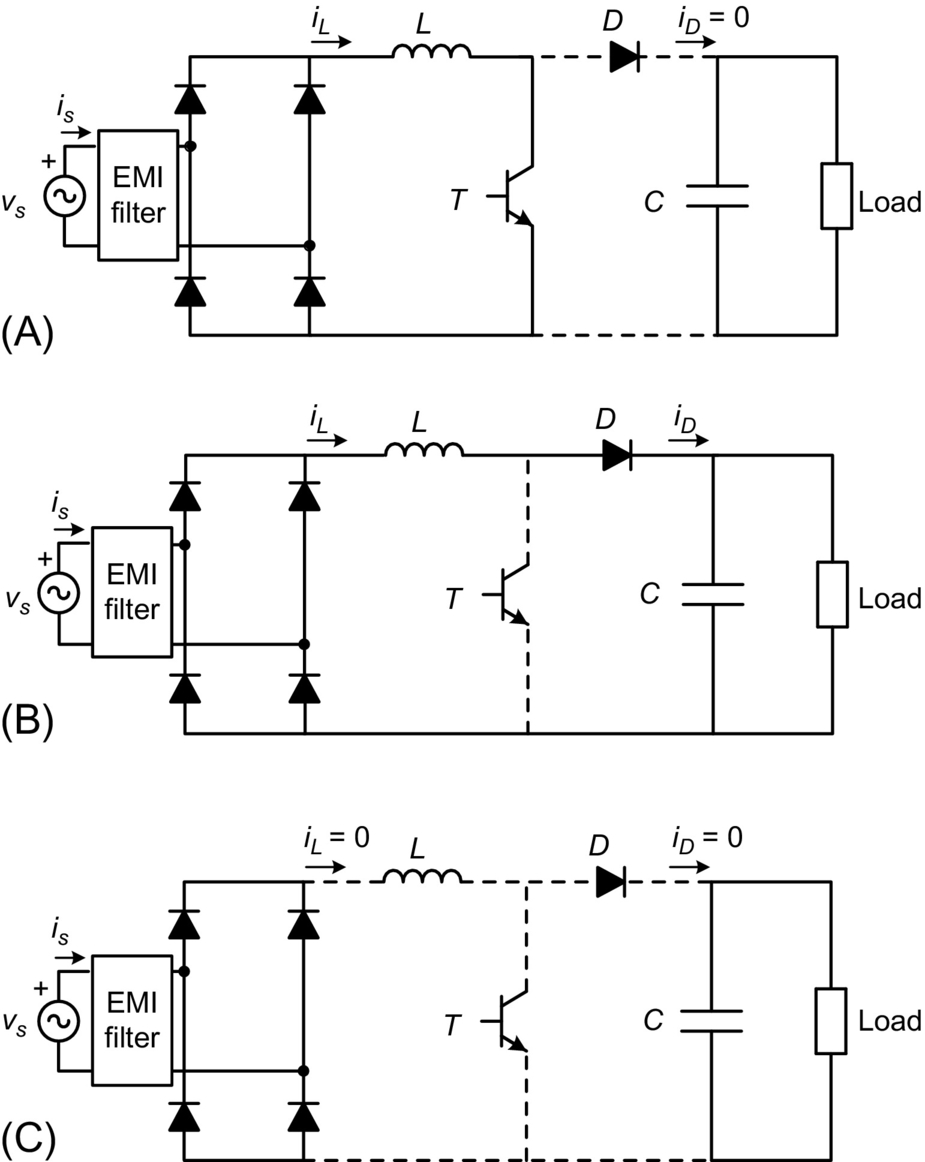 i_L L D i_D = 0
i_s
+
v_s
EMI
filter
T
C
Load
(A)
i_L L D i_D
i_s
+
v_s
EMI
filter
T
C
Load
(B)
i_L = 0 L D i_D = 0
i_s
+
v_s
EMI
filter
T
C
Load
(C)